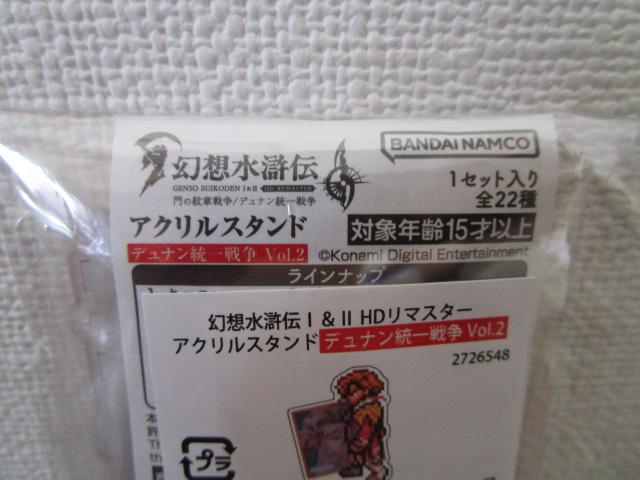 BANDAI NAMCO
幻想水滸伝
GENSO SUIKODEN I & II HD REMASTER
門の紋章戦争/デュナン統一戦争
1セット入り
全22種
アクリルスタンド
対象年齢15才以上
デュナン統一戦争 Vol.2
©Konami Digital Entertainment
ラインナップ
幻想水滸伝 I & II HDリマスター
アクリルスタンド デュナン統一戦争 Vol.2
2726548
プラ